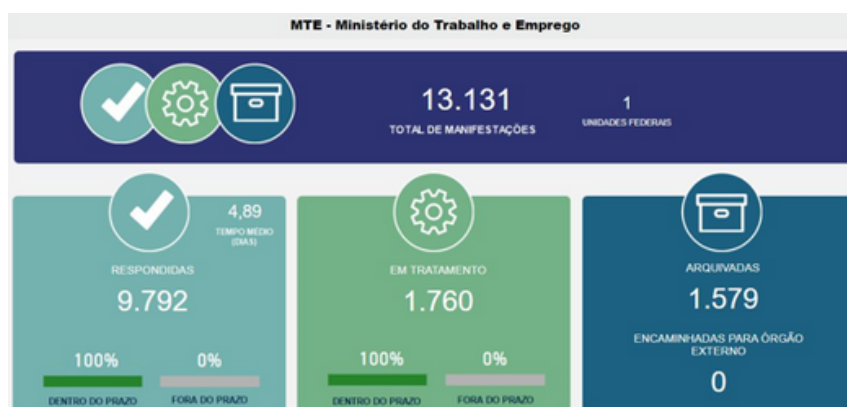 MTE - Ministério do Trabalho e Emprego
13.131
TOTAL DE MANIFESTAÇÕES
1
UNIDADES FEDERAIS
4,89
TEMPO MÉDIO
(DIAS)
RESPONDIDAS
9.792
100%
0%
DENTRO DO PRAZO
FORA DO PRAZO
EM TRATAMENTO
1.760
100%
0%
DENTRO DO PRAZO
FORA DO PRAZO
ARQUIVADAS
1.579
ENCAMINHADAS PARA ÓRGÃO
EXTERNO
0